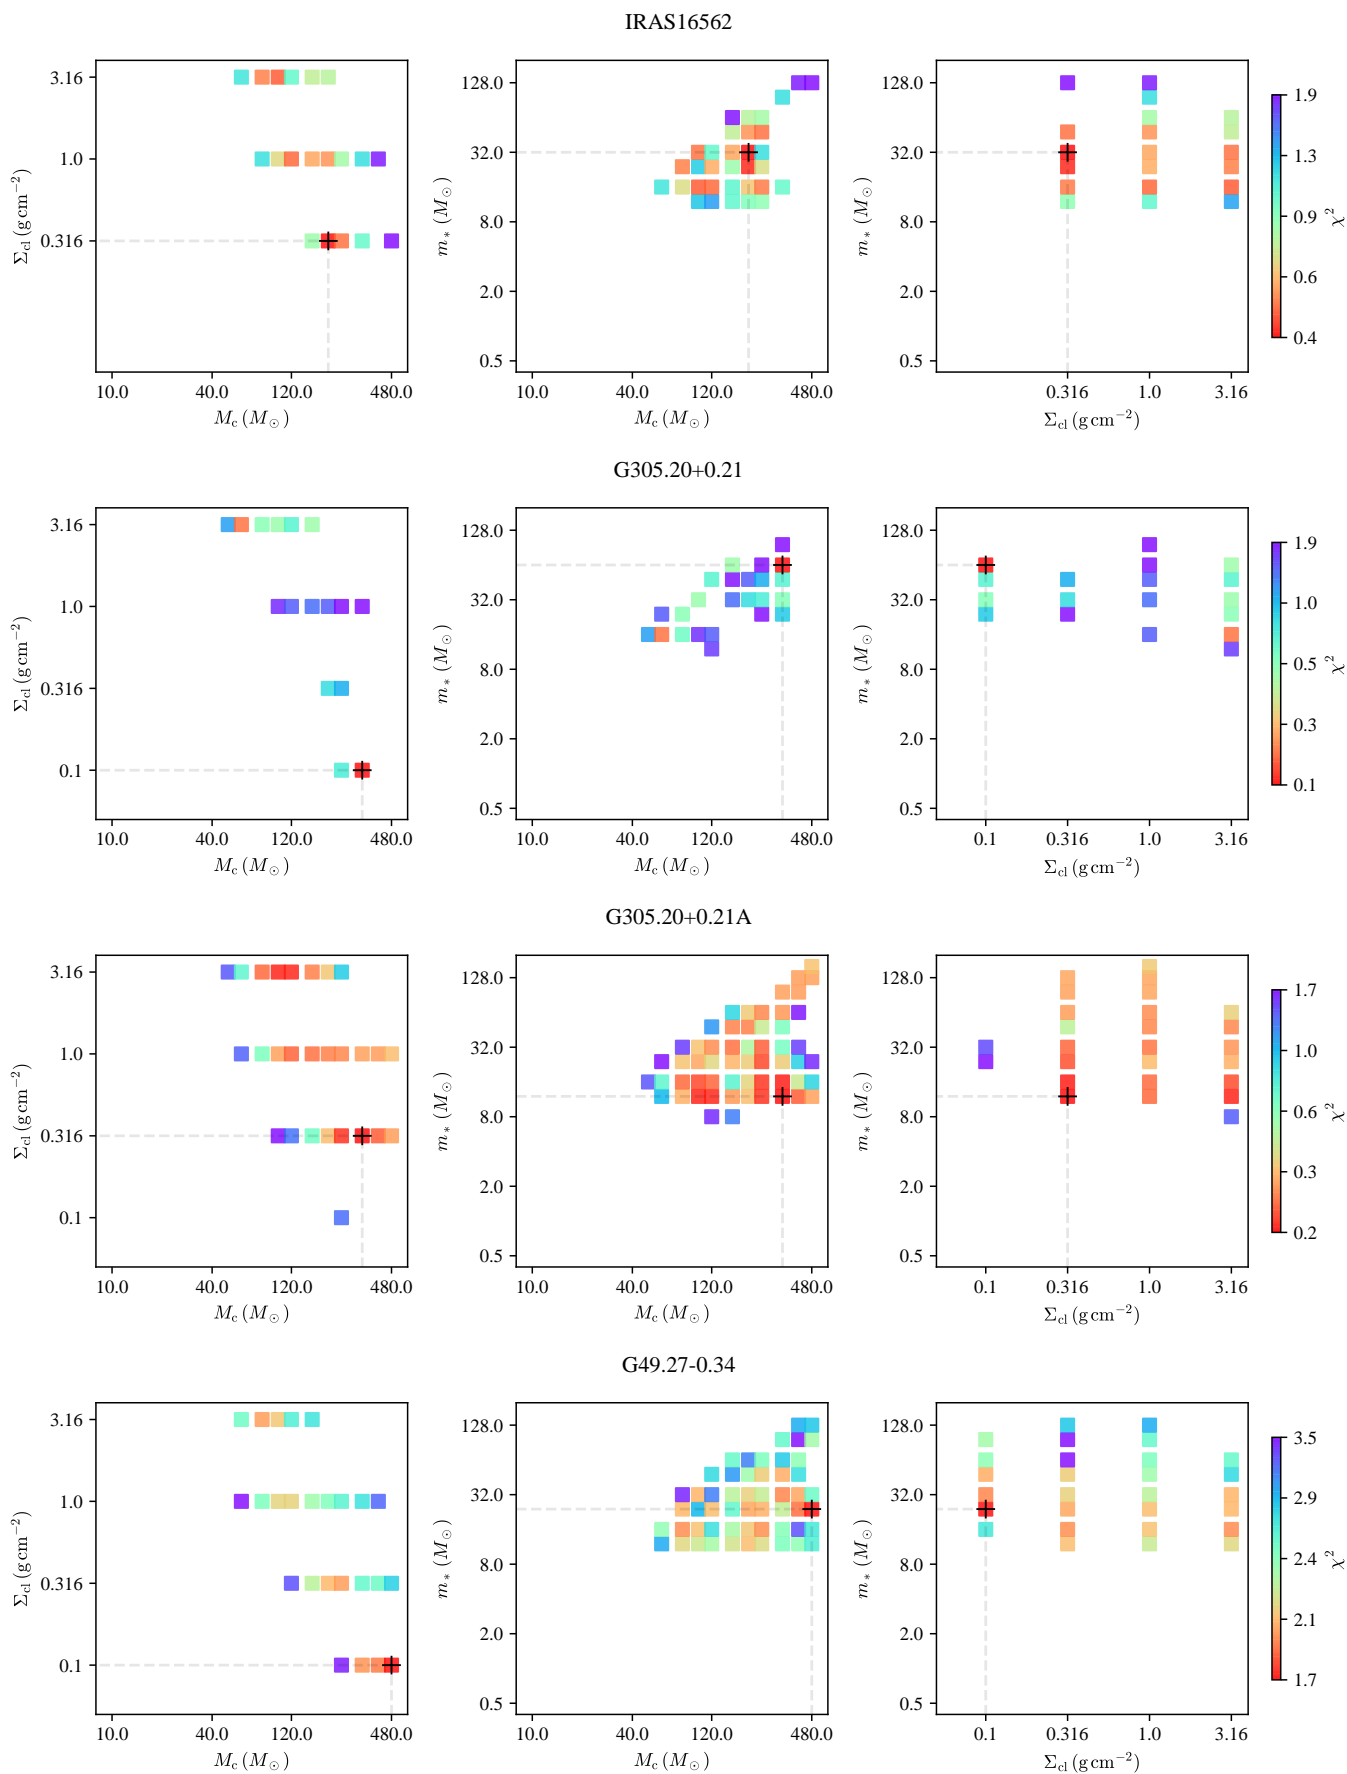 IRAS16562
3.16
1.0
0.316
Σcl (g cm−2)
10.0 40.0 120.0 480.0
Mc (M⊙)
128.0
32.0
8.0
2.0
0.5
m* (M⊙)
10.0 40.0 120.0 480.0
Mc (M⊙)
128.0
32.0
8.0
2.0
0.5
m* (M⊙)
0.316 1.0 3.16
Σcl (g cm−2)
1.9
1.3
0.9
0.6
0.4
χ2
G305.20+0.21
3.16
1.0
0.316
0.1
Σcl (g cm−2)
10.0 40.0 120.0 480.0
Mc (M⊙)
128.0
32.0
8.0
2.0
0.5
m* (M⊙)
10.0 40.0 120.0 480.0
Mc (M⊙)
128.0
32.0
8.0
2.0
0.5
m* (M⊙)
0.1 0.316 1.0 3.16
Σcl (g cm−2)
1.9
1.0
0.5
0.3
0.1
χ2
G305.20+0.21A
3.16
1.0
0.316
0.1
Σcl (g cm−2)
10.0 40.0 120.0 480.0
Mc (M⊙)
128.0
32.0
8.0
2.0
0.5
m* (M⊙)
10.0 40.0 120.0 480.0
Mc (M⊙)
128.0
32.0
8.0
2.0
0.5
m* (M⊙)
0.1 0.316 1.0 3.16
Σcl (g cm−2)
1.7
1.0
0.6
0.3
0.2
χ2
G49.27-0.34
3.16
1.0
0.316
0.1
Σcl (g cm−2)
10.0 40.0 120.0 480.0
Mc (M⊙)
128.0
32.0
8.0
2.0
0.5
m* (M⊙)
10.0 40.0 120.0 480.0
Mc (M⊙)
128.0
32.0
8.0
2.0
0.5
m* (M⊙)
0.1 0.316 1.0 3.16
Σcl (g cm−2)
3.5
2.9
2.4
2.1
1.7
χ2